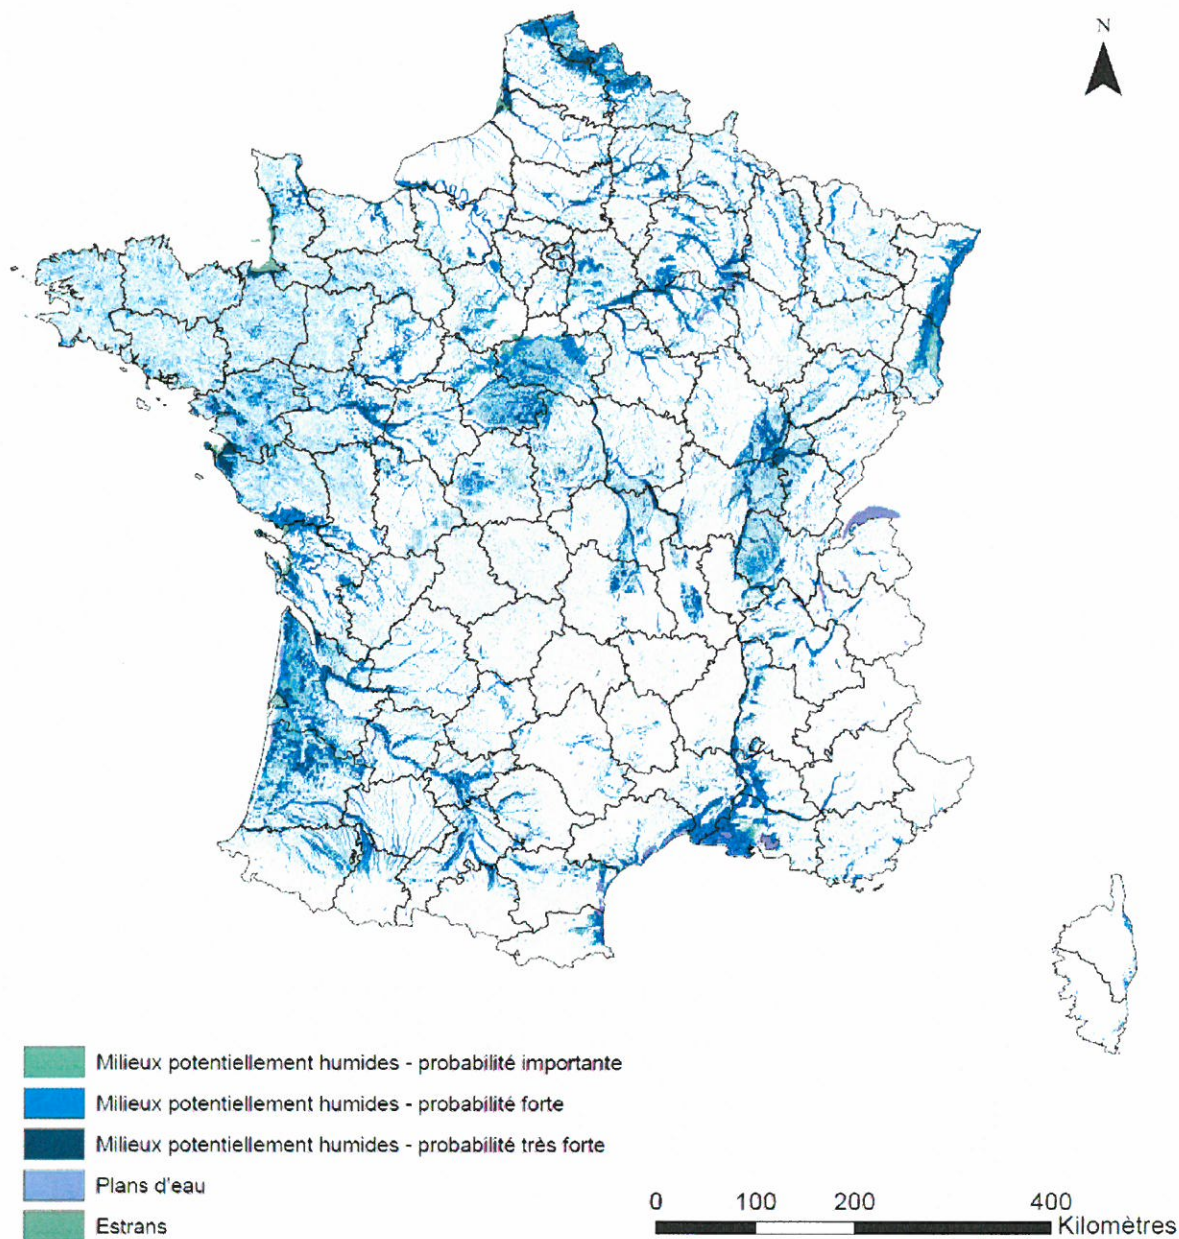 N
Milieux potentiellement humides - probabilité importante
Milieux potentiellement humides - probabilité forte
Milieux potentiellement humides - probabilité très forte
Plans d'eau
Estrans
0 100 200 400
Kilomètres